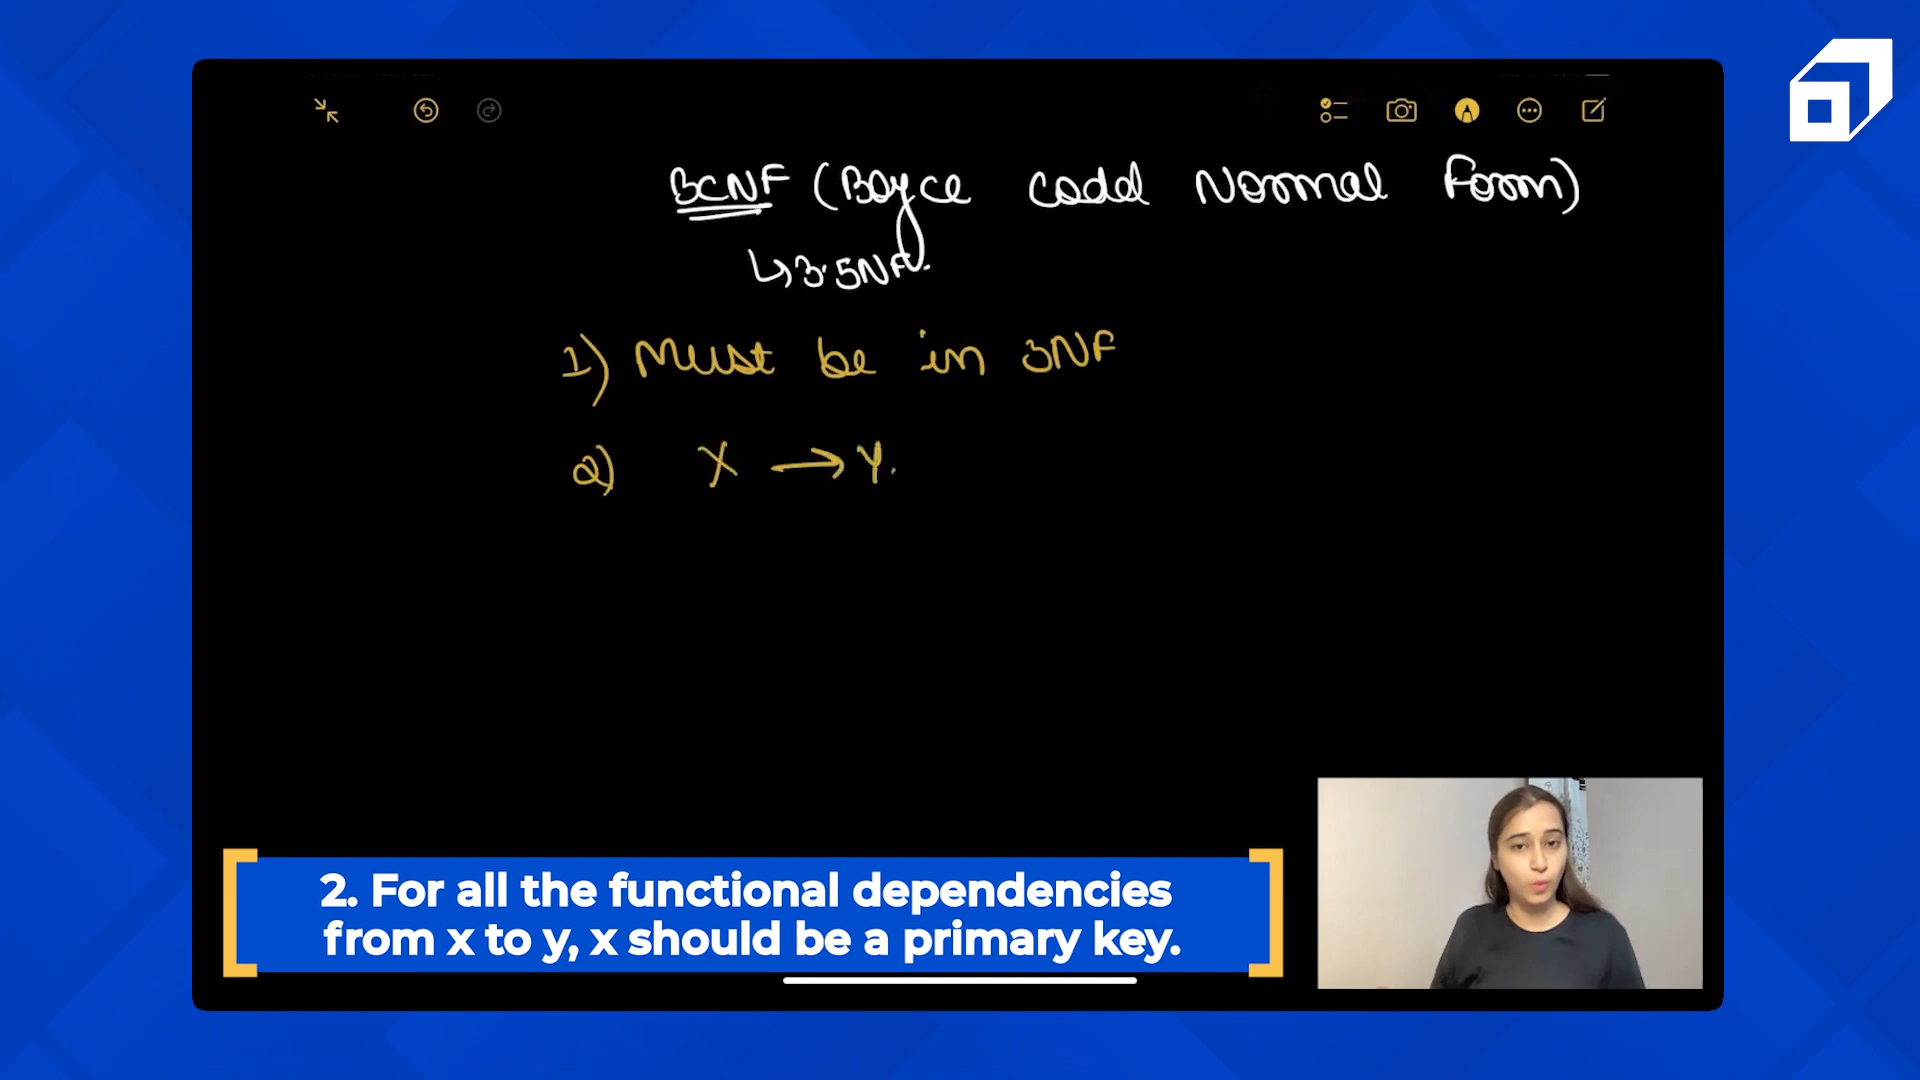 BCNF (Boyce Codd Normal Form)
↳3.5NF.
1) Must be in 3NF
2) X → Y.
2. For all the functional dependencies
from x to y, x should be a primary key.